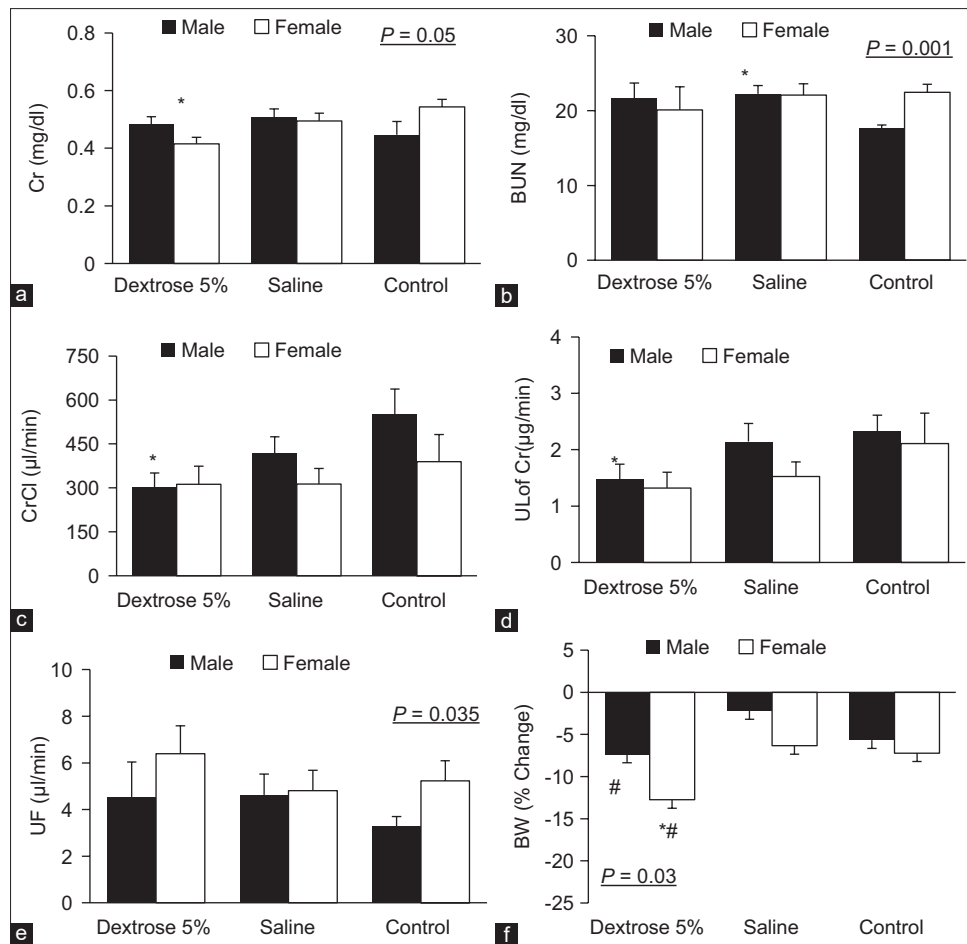 Male Female
P = 0.05
Cr (mg/dl)
0.8
0.6
0.4
0.2
0
*
Dextrose 5% Saline Control
a
Male Female
P = 0.001
BUN (mg/dl)
30
20
10
0
*
Dextrose 5% Saline Control
b
Male Female
CrCl (µl/min)
750
600
450
300
150
0
*
Dextrose 5% Saline Control
c
Male Female
ULof Cr(µg/min)
4
3
2
1
0
*
Dextrose 5% Saline Control
d
Male Female
P = 0.035
UF (µl/min)
10
8
6
4
2
0
Dextrose 5% Saline Control
e
Male Female
BW (% Change)
5
0
-5
-10
-15
-20
-25
#
*#
P = 0.03
Dextrose 5% Saline Control
f